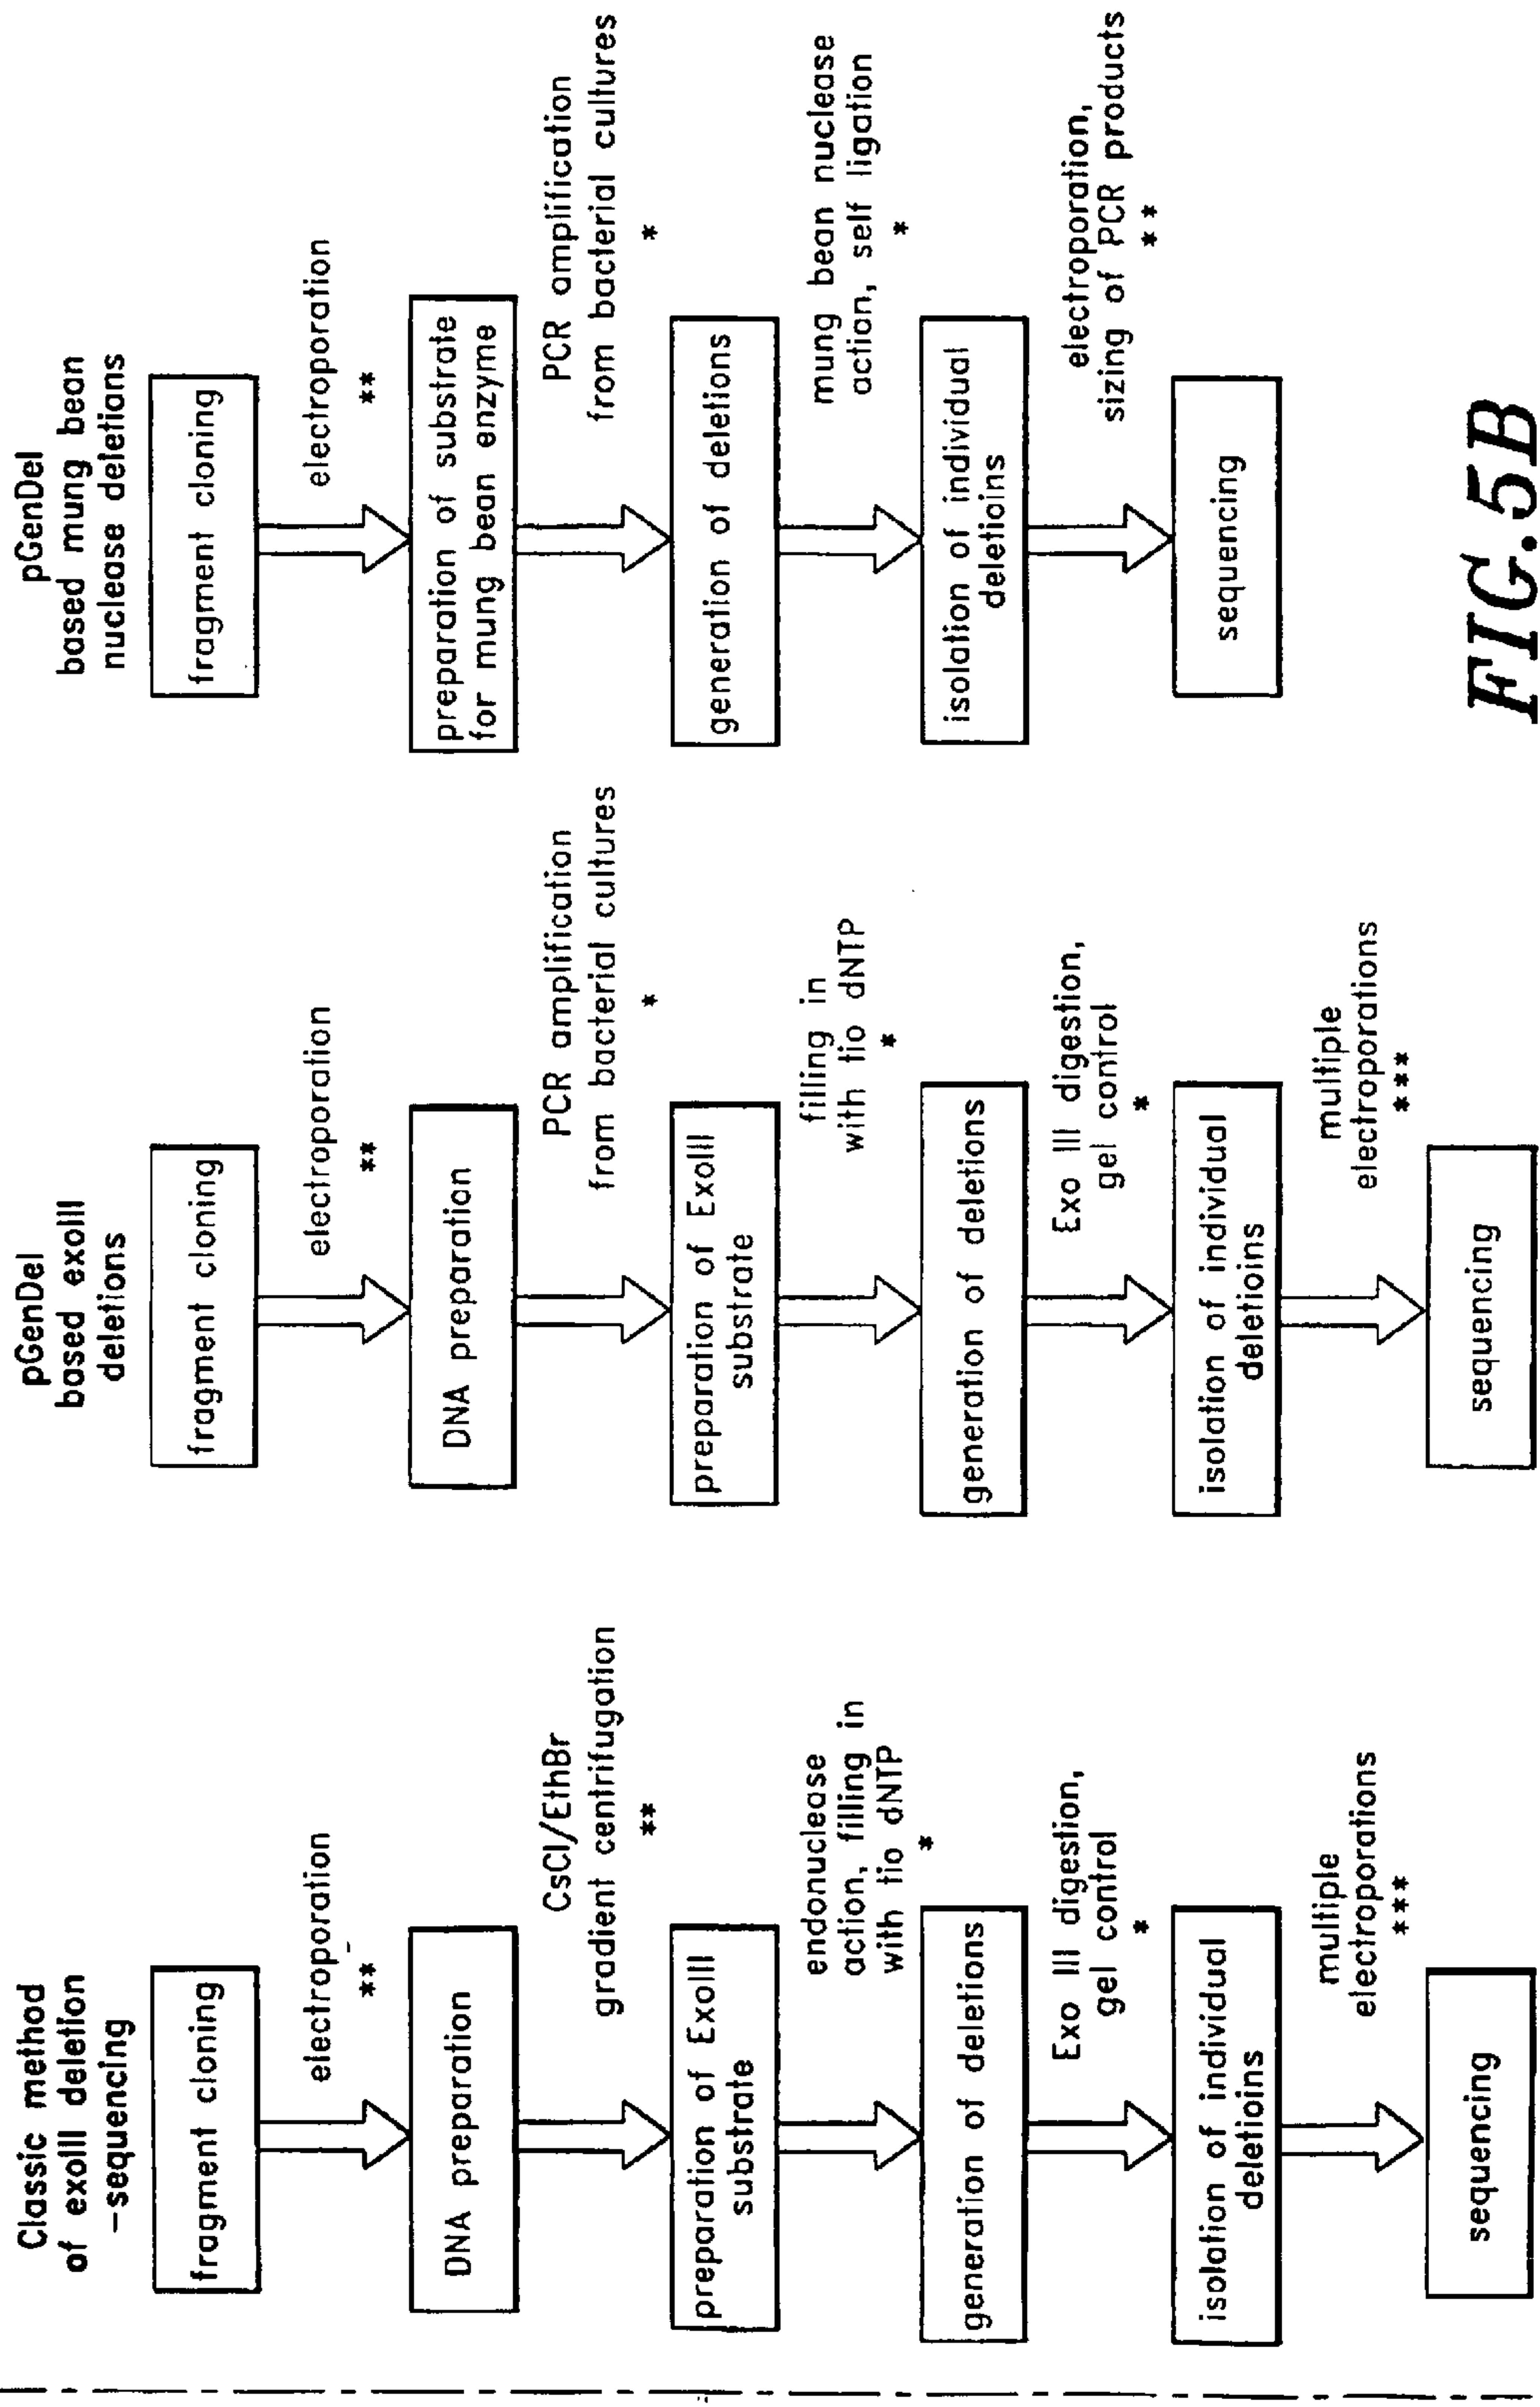 Classic method
of exoIII deletion
-sequencing
fragment cloning
electroporation
**
DNA preparation
CsCl/EthBr
gradient centrifugation
**
preparation of ExoIII
substrate
endonuclease
action, filling in
with tio dNTP
*
generation of deletions
Exo III digestion,
gel control
*
isolation of individual
deletioins
multiple
electroporations
***
sequencing
pGenDel
based exoIII
deletions
fragment cloning
electroporation
**
DNA preparation
PCR amplification
from bacterial cultures
*
preparation of ExoIII
substrate
filling in
with tio dNTP
*
generation of deletions
Exo III digestion,
gel control
*
isolation of individual
deletioins
multiple
electroporations
***
sequencing
pGenDel
based mung bean
nuclease deletians
fragment cloning
electroporation
**
preparation of substrate
for mung bean enzyme
PCR amplification
from bacterial cultures
*
generation of deletions
mung bean nuclease
action, self ligation
*
isolation of individual
deletioins
electroporation,
sizing of PCR products
**
sequencing
FIG.5B